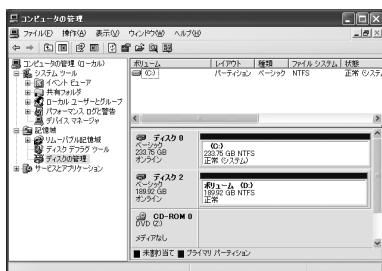 コンピュータの管理
ファイル(F) 操作(A) 表示(V) ウィンドウ(W) ヘルプ(H)
コンピュータの管理 (ローカル)
システム ツール
イベント ビューア
共有フォルダ
ローカル ユーザーとグループ
パフォーマンス ログと警告
デバイス マネージャ
記憶域
リムーバブル記憶域
ディスク デフラグ ツール
ディスクの管理
サービスとアプリケーション
ボリューム レイアウト 種類 ファイル システム 状態
(C:) パーティション ベーシック NTFS 正常 (システ
ディスク 0
ベーシック
233.75 GB
オンライン
(C:)
233.75 GB NTFS
正常 (システム)
ディスク 2
ベーシック
189.92 GB
オンライン
ボリューム (D:)
189.92 GB NTFS
正常
CD-ROM 0
DVD (Z:)
メディアなし
未割り当て プライマリ パーティション